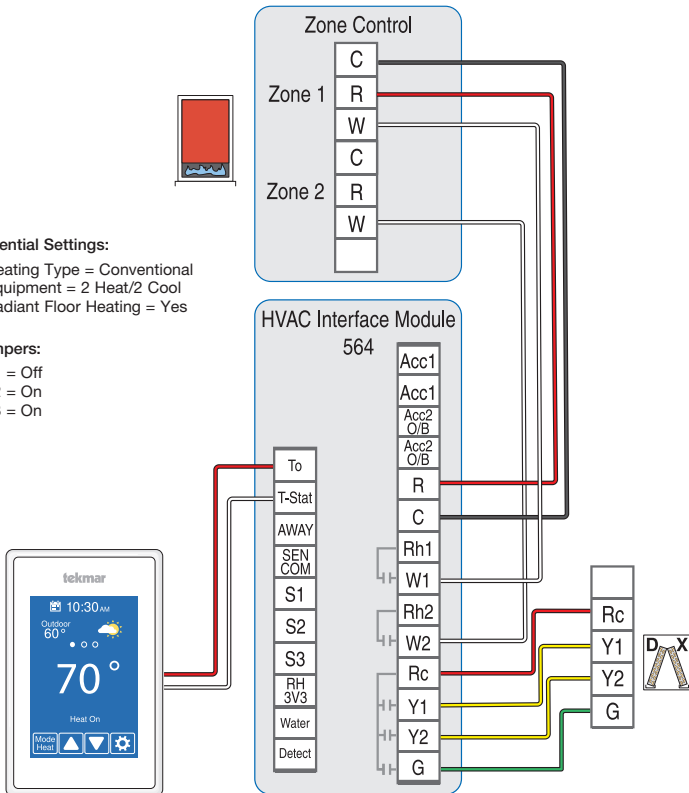 Zone Control
C
Zone 1 R
W
C
Zone 2 R
W
ential Settings:
eating Type = Conventional
quipment = 2 Heat/2 Cool
adiant Floor Heating = Yes
mpers:
= Off
= On
= On
HVAC Interface Module
564
Acc1
Acc1
Acc2
O/B
Acc2
O/B
R
C
Rh1
W1
Rh2
W2
Rc
Y1
Y2
G
To
T-Stat
AWAY
SEN
COM
S1
S2
S3
RH
3V3
Water
Detect
tekmar
10:30 AM
Outdoor
60°
70°
Heat On
Mode
Heat
Rc
Y1
Y2
G
D X